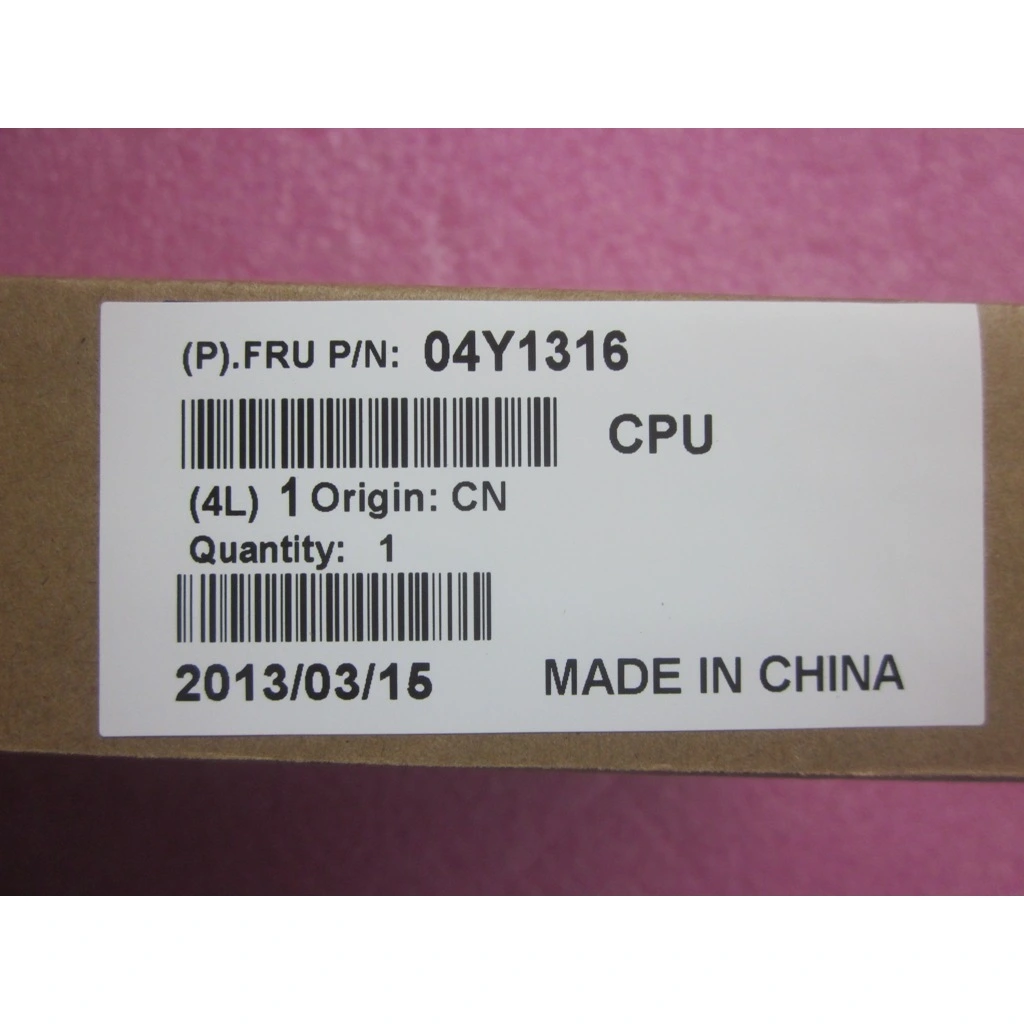 (P).FRU P/N: 04Y1316
CPU
(4L) 1 Origin: CN
Quantity: 1
2013/03/15 MADE IN CHINA